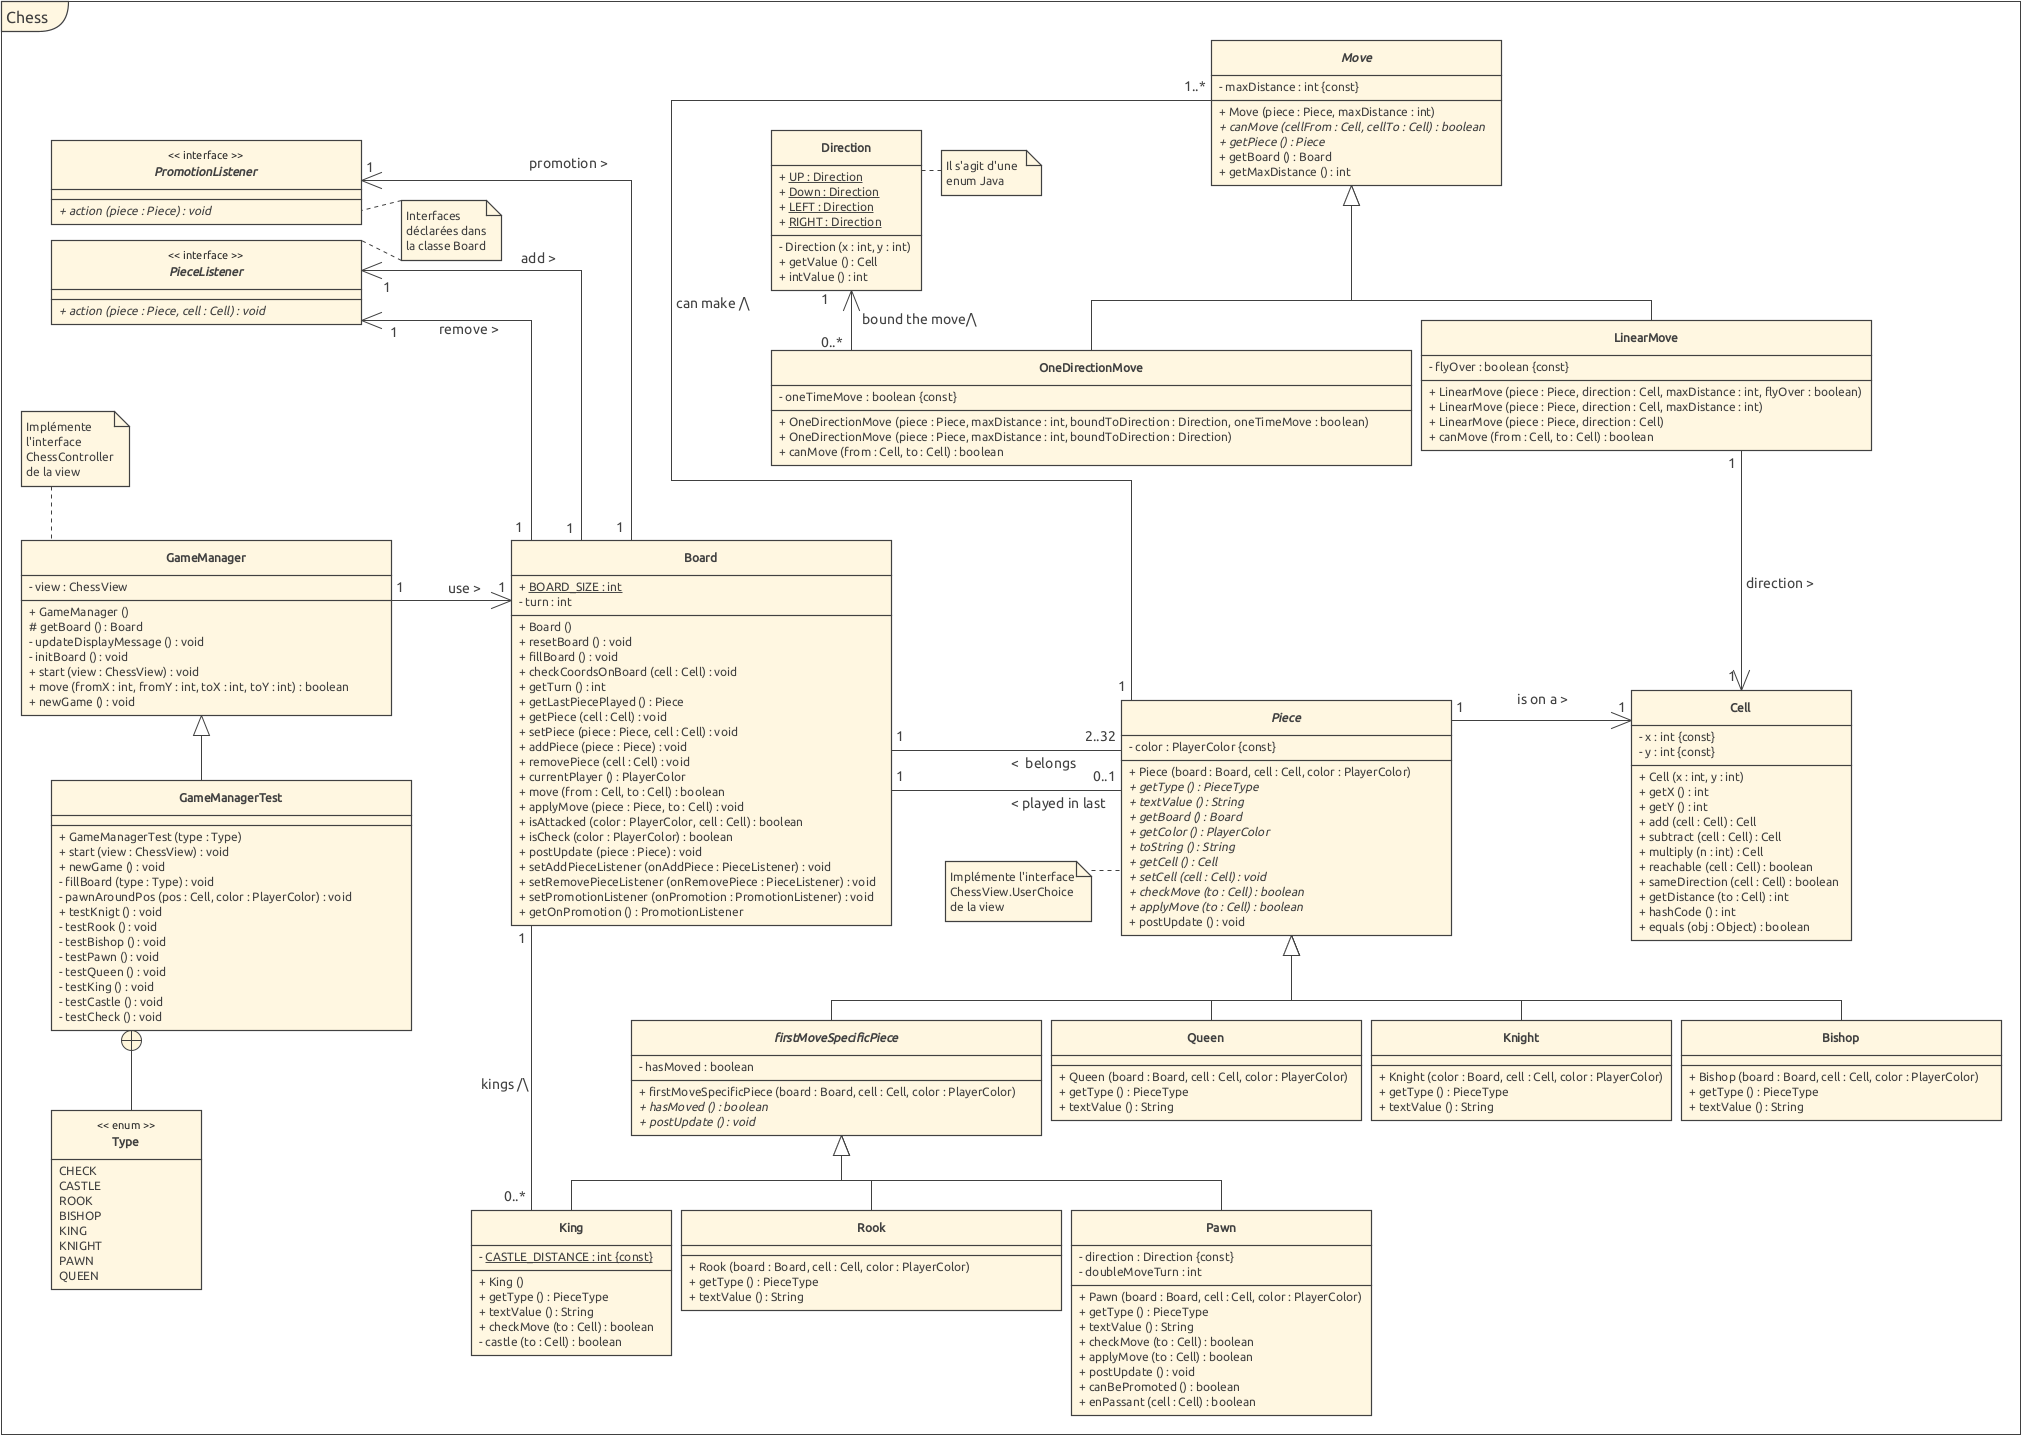 Chess
Move
- maxDistance : int {const}
+ Move (piece : Piece, maxDistance : int)
+ canMove (cellFrom : Cell, cellTo : Cell) : boolean
+ getPiece () : Piece
+ getBoard () : Board
+ getMaxDistance () : int
1..*
can make /\
1
<< interface >>
PromotionListener
+ action (piece : Piece) : void
1
promotion >
Interfaces
déclarées dans
la classe Board
<< interface >>
PieceListener
+ action (piece : Piece, cell : Cell) : void
add >
1
remove >
1
Direction
+ UP : Direction
+ Down : Direction
+ LEFT : Direction
+ RIGHT : Direction
- Direction (x : int, y : int)
+ getValue () : Cell
+ intValue () : int
Il s'agit d'une
enum Java
1
bound the move/\
0..*
OneDirectionMove
- oneTimeMove : boolean {const}
+ OneDirectionMove (piece : Piece, maxDistance : int, boundToDirection : Direction, oneTimeMove : boolean)
+ OneDirectionMove (piece : Piece, maxDistance : int, boundToDirection : Direction)
+ canMove (from : Cell, to : Cell) : boolean
LinearMove
- flyOver : boolean {const}
+ LinearMove (piece : Piece, direction : Cell, maxDistance : int, flyOver : boolean)
+ LinearMove (piece : Piece, direction : Cell, maxDistance : int)
+ LinearMove (piece : Piece, direction : Cell)
+ canMove (from : Cell, to : Cell) : boolean
1
direction >
1
Implémente
l'interface
ChessController
de la view
GameManager
- view : ChessView
+ GameManager ()
# getBoard () : Board
- updateDisplayMessage () : void
- initBoard () : void
+ start (view : ChessView) : void
+ move (fromX : int, fromY : int, toX : int, toY : int) : boolean
+ newGame () : void
1
use >
1
1
1
1
Board
+ BOARD_SIZE : int
- turn : int
+ Board ()
+ resetBoard () : void
+ fillBoard () : void
+ checkCoordsOnBoard (cell : Cell) : void
+ getTurn () : int
+ getLastPiecePlayed () : Piece
+ getPiece (cell : Cell) : void
+ setPiece (piece : Piece, cell : Cell) : void
+ addPiece (piece : Piece) : void
+ removePiece (cell : Cell) : void
+ currentPlayer () : PlayerColor
+ move (from : Cell, to : Cell) : boolean
+ applyMove (piece : Piece, to : Cell) : void
+ isAttacked (color : PlayerColor, cell : Cell) : boolean
+ isCheck (color : PlayerColor) : boolean
+ postUpdate (piece : Piece) : void
+ setAddPieceListener (onAddPiece : PieceListener) : void
+ setRemovePieceListener (onRemovePiece : PieceListener) : void
+ setPromotionListener (onPromotion : PromotionListener) : void
+ getOnPromotion () : PromotionListener
1
2..32
< belongs
1
0..1
< played in last
Piece
- color : PlayerColor {const}
+ Piece (board : Board, cell : Cell, color : PlayerColor)
+ getType () : PieceType
+ textValue () : String
+ getBoard () : Board
+ getColor () : PlayerColor
+ toString () : String
+ getCell () : Cell
+ setCell (cell : Cell) : void
+ checkMove (to : Cell) : boolean
+ applyMove (to : Cell) : boolean
+ postUpdate () : void
Implémente l'interface
ChessView.UserChoice
de la view
1
is on a >
1
Cell
- x : int {const}
- y : int {const}
+ Cell (x : int, y : int)
+ getX () : int
+ getY () : int
+ add (cell : Cell) : Cell
+ subtract (cell : Cell) : Cell
+ multiply (n : int) : Cell
+ reachable (cell : Cell) : boolean
+ sameDirection (cell : Cell) : boolean
+ getDistance (to : Cell) : int
+ hashCode () : int
+ equals (obj : Object) : boolean
GameManagerTest
+ GameManagerTest (type : Type)
+ start (view : ChessView) : void
+ newGame () : void
- fillBoard (type : Type) : void
- pawnAroundPos (pos : Cell, color : PlayerColor) : void
+ testKnigt () : void
- testRook () : void
- testBishop () : void
- testPawn () : void
- testQueen () : void
- testKing () : void
- testCastle () : void
- testCheck () : void
<< enum >>
Type
CHECK
CASTLE
ROOK
BISHOP
KING
KNIGHT
PAWN
QUEEN
1
kings /\
0..*
firstMoveSpecificPiece
- hasMoved : boolean
+ firstMoveSpecificPiece (board : Board, cell : Cell, color : PlayerColor)
+ hasMoved () : boolean
+ postUpdate () : void
Queen
+ Queen (board : Board, cell : Cell, color : PlayerColor)
+ getType () : PieceType
+ textValue () : String
Knight
+ Knight (color : Board, cell : Cell, color : PlayerColor)
+ getType () : PieceType
+ textValue () : String
Bishop
+ Bishop (board : Board, cell : Cell, color : PlayerColor)
+ getType () : PieceType
+ textValue () : String
King
- CASTLE_DISTANCE : int {const}
+ King ()
+ getType () : PieceType
+ textValue () : String
+ checkMove (to : Cell) : boolean
- castle (to : Cell) : boolean
Rook
+ Rook (board : Board, cell : Cell, color : PlayerColor)
+ getType () : PieceType
+ textValue () : String
Pawn
- direction : Direction {const}
- doubleMoveTurn : int
+ Pawn (board : Board, cell : Cell, color : PlayerColor)
+ getType () : PieceType
+ textValue () : String
+ checkMove (to : Cell) : boolean
+ applyMove (to : Cell) : boolean
+ postUpdate () : void
+ canBePromoted () : boolean
+ enPassant (cell : Cell) : boolean